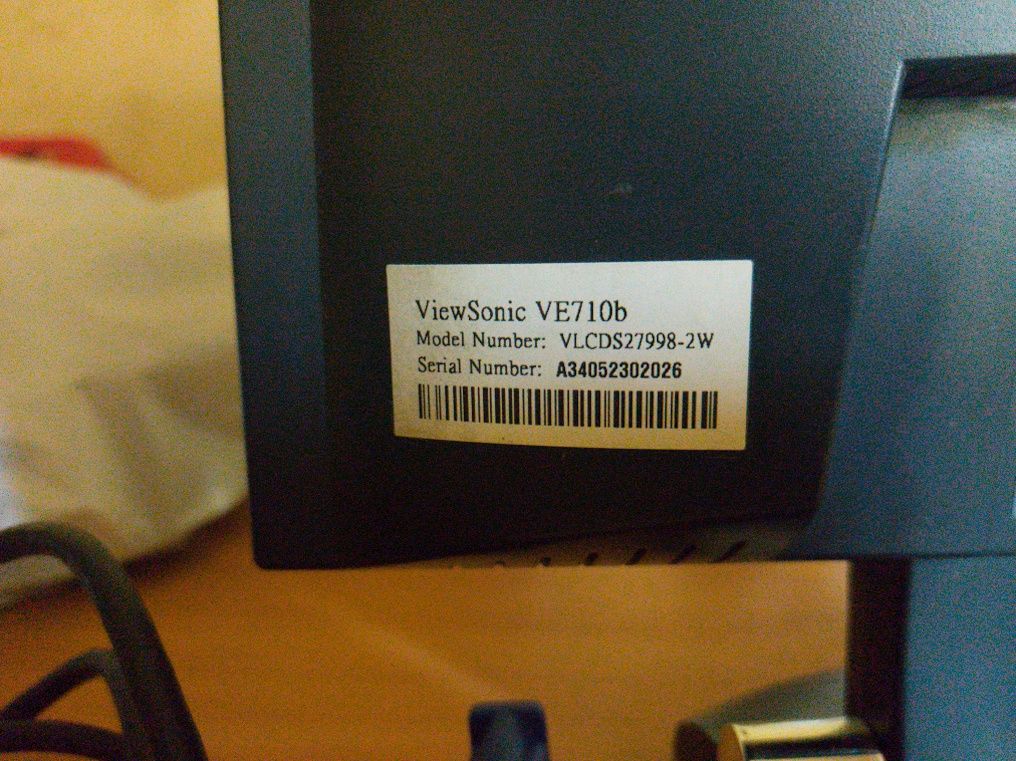 ViewSonic VE710b
Model Number: VLCDS27998-2W
Serial Number: A34052302026